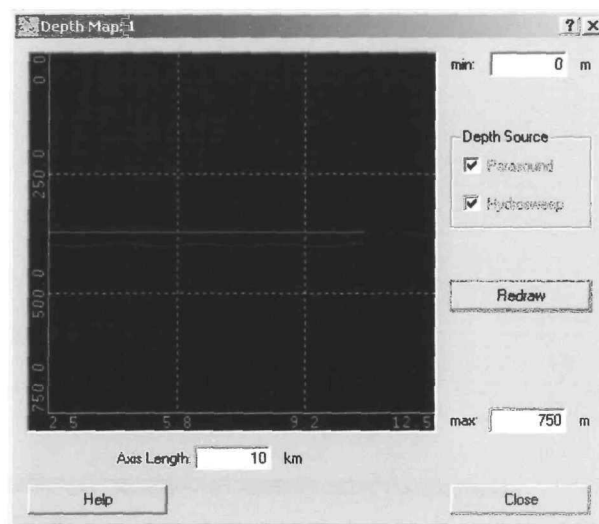 Depth Map: 1
? ×
min: 0 m
0 0
250 0
500 0
750 0
2 5 5 8 9 2 12 5
Depth Source
Parasound
Hydrosweep
Redraw
max: 750 m
Axis Length: 10 km
Help
Close